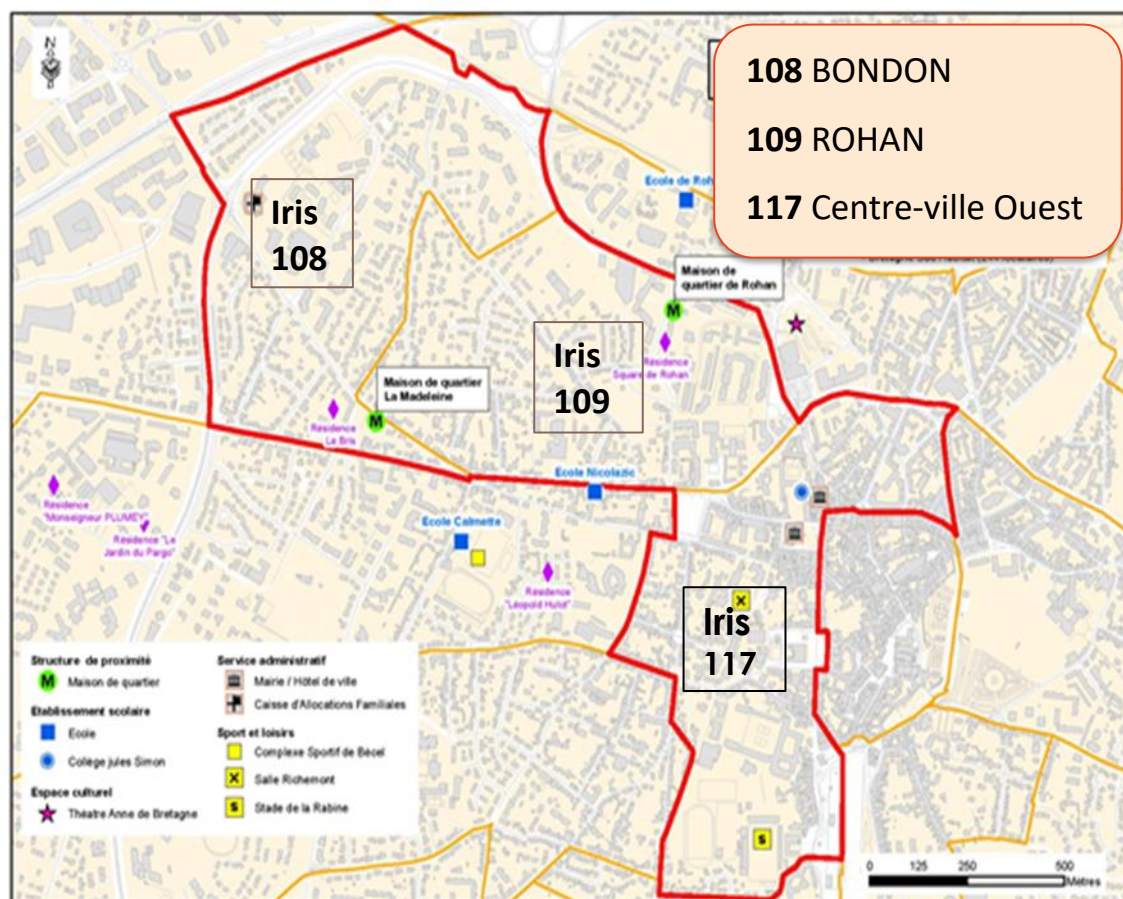 N
108 BONDON
109 ROHAN
117 Centre-ville Ouest
Ecole de Roh
Iris
108
Maison de
quartier de Rohan
M
Iris
109
Résidence
Square de Rohan
Maison de quartier
La Madeleine
M
Résidence
Le Bris
Ecole Nicolazic
Résidence
"Monseigneur PLUMEY"
Résidence "Le
Jardin du Pargo"
Ecole Calmette
Résidence
"Léopold Hulot"
Iris
117
S
Structure de proximité
M Maison de quartier
Etablissement scolaire
Ecole
Collège jules Simon
Espace culturel
Théatre Anne de Bretagne
Service administratif
Mairie / Hôtel de ville
Caisse d'Allocations Familiales
Sport et loisirs
Complexe Sportif de Bécel
Salle Richemont
S Stade de la Rabine
0 125 250 500
Mètres